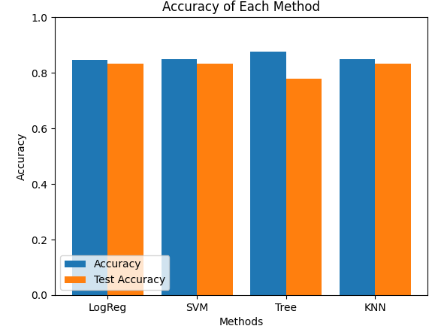 Accuracy of Each Method
1.0
0.8
0.6
0.4
0.2
0.0
Accuracy
Accuracy
Test Accuracy
LogReg SVM Tree KNN
Methods